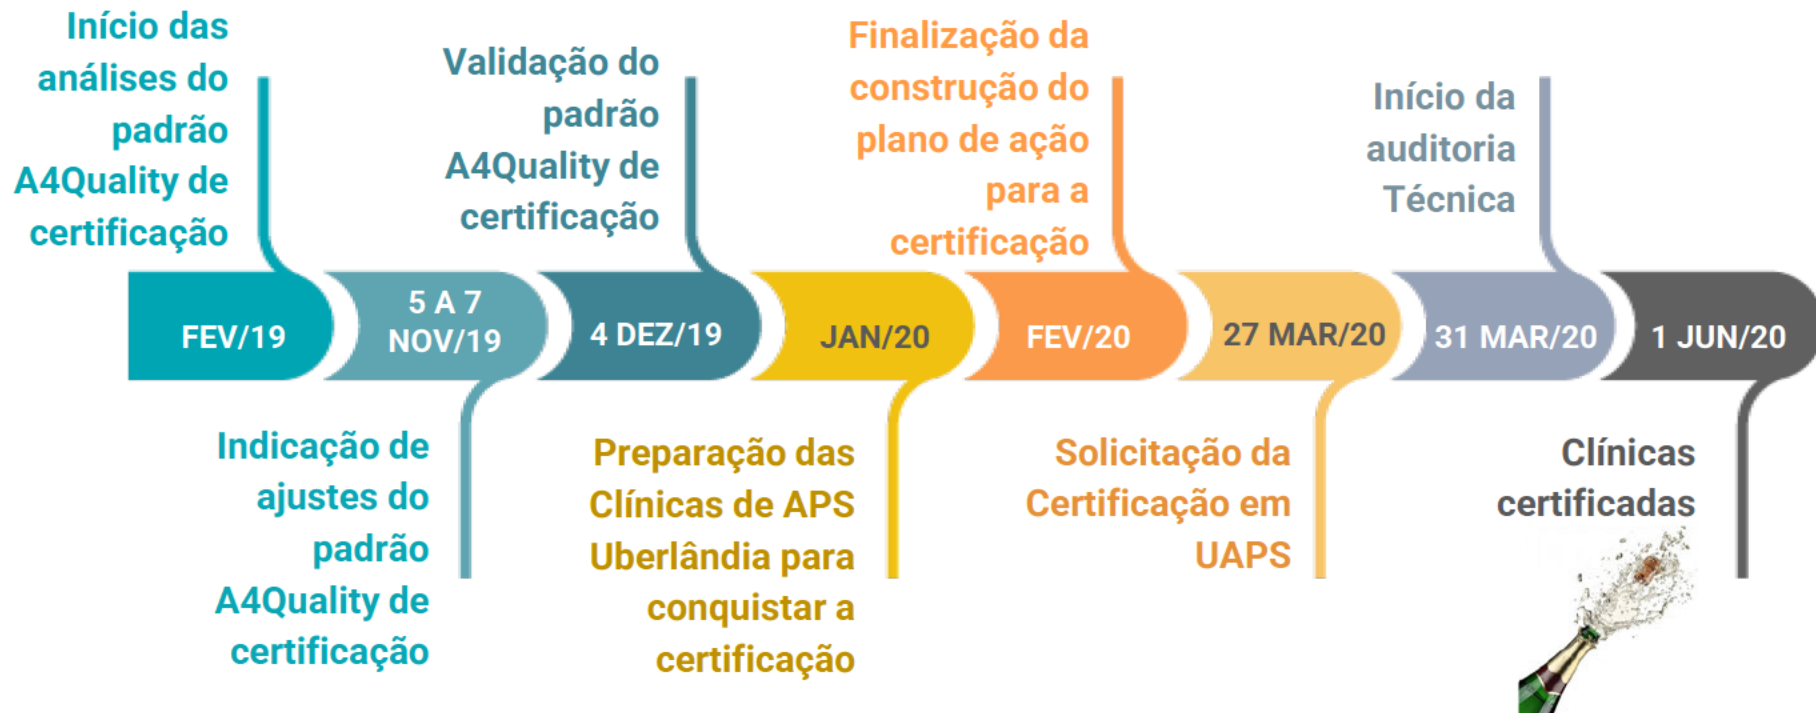 Início das
análises do
padrão
A4Quality de
certificação
Validação do
padrão
A4Quality de
certificação
Finalização da
construção do
plano de ação
para a
certificação
Início da
auditoria
Técnica
FEV/19
5 A 7
NOV/19
4 DEZ/19
JAN/20
FEV/20
27 MAR/20
31 MAR/20
1 JUN/20
Indicação de
ajustes do
padrão
A4Quality de
certificação
Preparação das
Clínicas de APS
Uberlândia para
conquistar a
certificação
Solicitação da
Certificação em
UAPS
Clínicas
certificadas